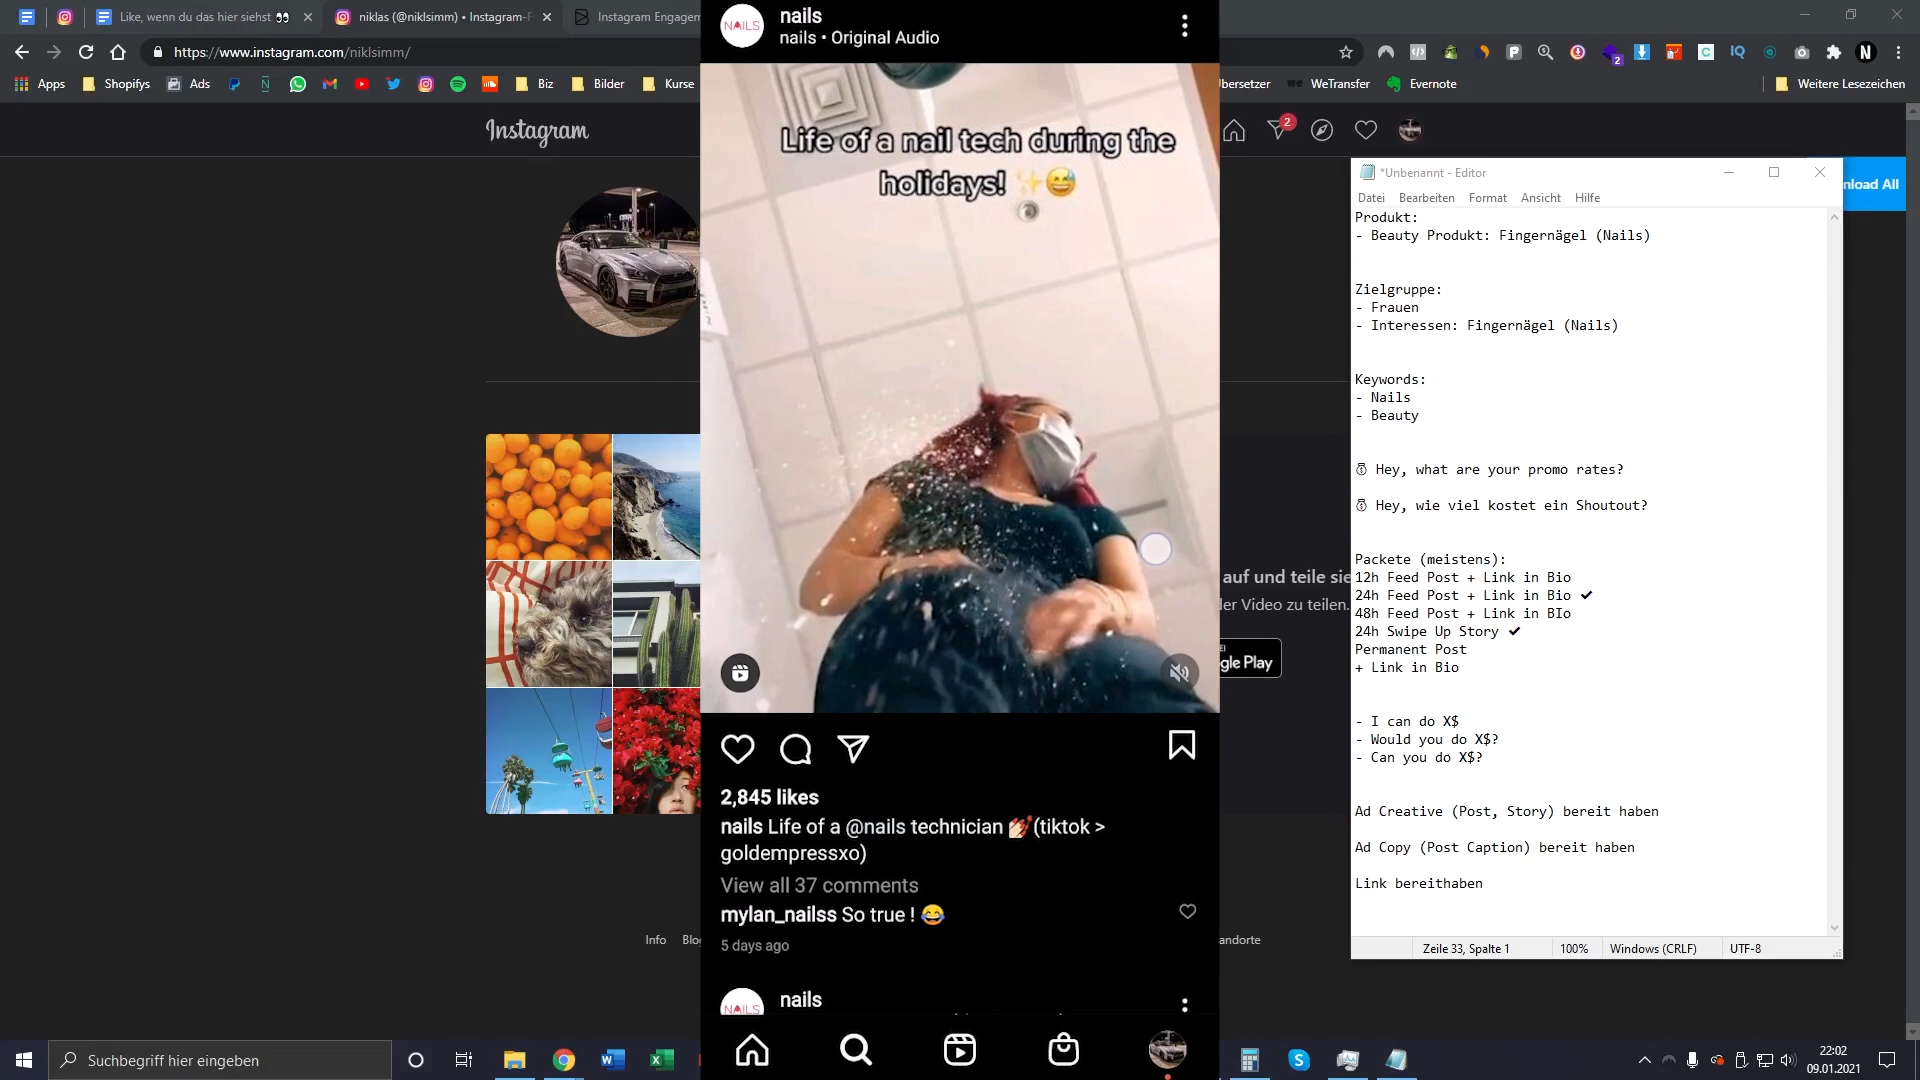 Like, wenn du das hier siehst 👀
niklas (@niklsimm) • Instagram-F
Instagram Engagem
https://www.instagram.com/niklsimm/
Apps
Shopifys
Ads
Biz
Bilder
Kurse
bersetzer
we WeTransfer
Evernote
Weitere Lesezeichen
Instagram
2
2
nload All
NAILS
nails
nails • Original Audio
Life of a nail tech during the
holidays! ✨😅
2,845 likes
nails Life of a @nails technician 💅(tiktok >
goldempressxo)
View all 37 comments
mylan_nailss So true ! 😂
5 days ago
NAILS
nails
auf und teile sie
er Video zu teilen.
EI
gle Play
Info
Blog
andorte
*Unbenannt - Editor
Datei Bearbeiten Format Ansicht Hilfe
Produkt:
- Beauty Produkt: Fingernägel (Nails)
Zielgruppe:
- Frauen
- Interessen: Fingernägel (Nails)
Keywords:
- Nails
- Beauty
💰 Hey, what are your promo rates?
💰 Hey, wie viel kostet ein Shoutout?
Packete (meistens):
12h Feed Post + Link in Bio
24h Feed Post + Link in Bio ✔
48h Feed Post + Link in BIo
24h Swipe Up Story ✔
Permanent Post
+ Link in Bio
- I can do X$
- Would you do X$?
- Can you do X$?
Ad Creative (Post, Story) bereit haben
Ad Copy (Post Caption) bereit haben
Link bereithaben
Zeile 33, Spalte 1
100%
Windows (CRLF)
UTF-8
Suchbegriff hier eingeben
22:02
09.01.2021